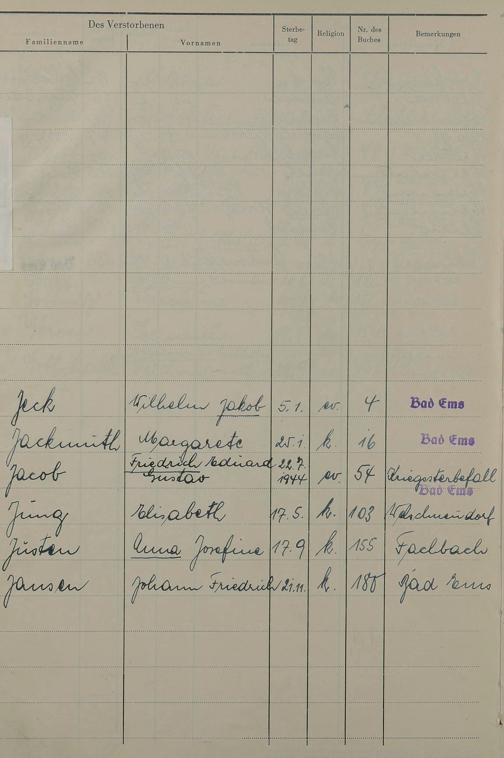 Des Verstorbenen
Familienname Vornamen Sterbe-tag Religion Nr. des Buches Bemerkungen
Jeck Wilhelm Jakob 5.1. ev. 4 Bad Ems
Jackmuth Margarete 25.1 k. 16 Bad Ems
Jacob Friedrich Eduard Gustav 22.7. 1944 ev. 54 Kriegssterbefall Bad Ems
Jung Elisabeth 17.5. k. 103
Jüsten Anna Josefine 17.9 k. 155 Fachbach
Jansen Johann Friedrich 21.11. k. 180 Bad Ems